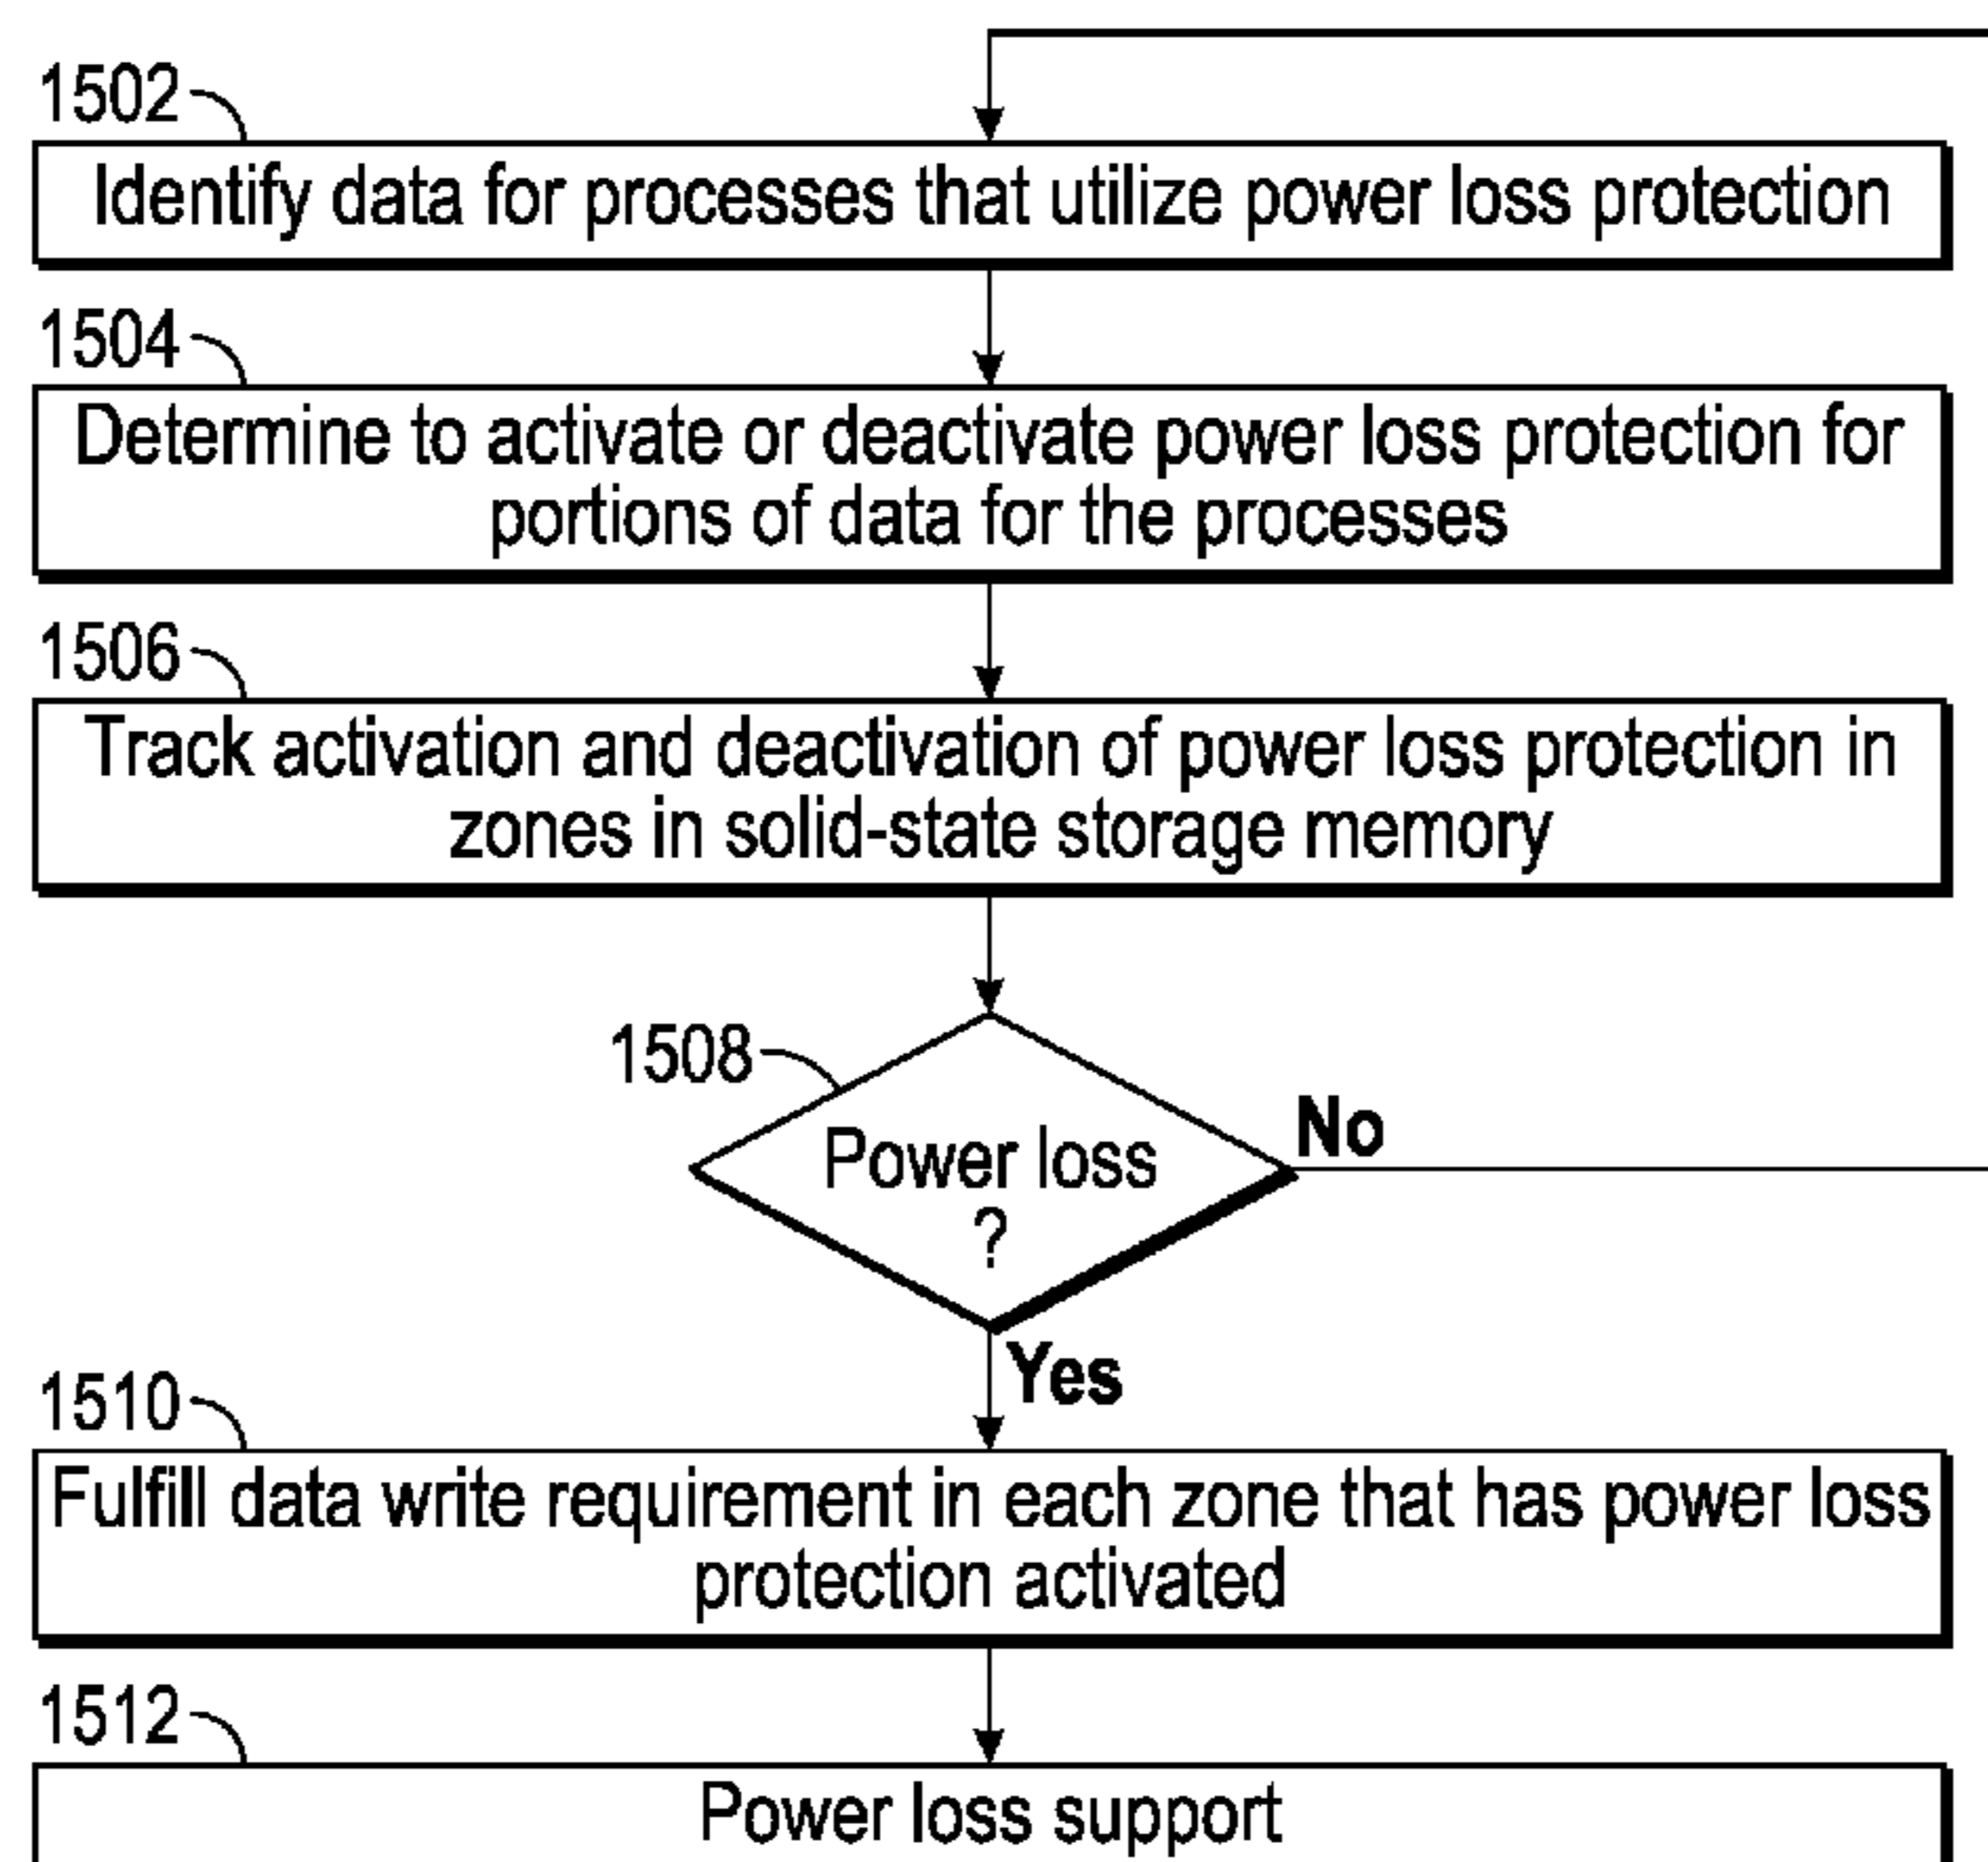 1502
Identify data for processes that utilize power loss protection
1504
Determine to activate or deactivate power loss protection for
portions of data for the processes
1506
Track activation and deactivation of power loss protection in
zones in solid-state storage memory
1508
Power loss
?
No
Yes
1510
Fulfill data write requirement in each zone that has power loss
protection activated
1512
Power loss support